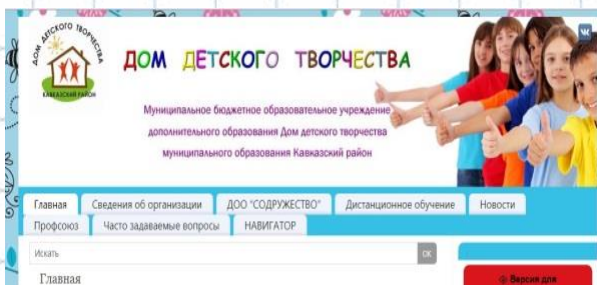 ДОМ ДЕТСКОГО ТВОРЧЕСТВА
КАВКАЗСКИЙ РАЙОН
ДОМ ДЕТСКОГО ТВОРЧЕСТВА
Муниципальное бюджетное образовательное учреждение
дополнительного образования Дом детского творчества
муниципального образования Кавказский район
Главная Сведения об организации ДОО "СОДРУЖЕСТВО" Дистанционное обучение Новости
Профсоюз Часто задаваемые вопросы НАВИГАТОР
Искать ОК
Главная
Версия для